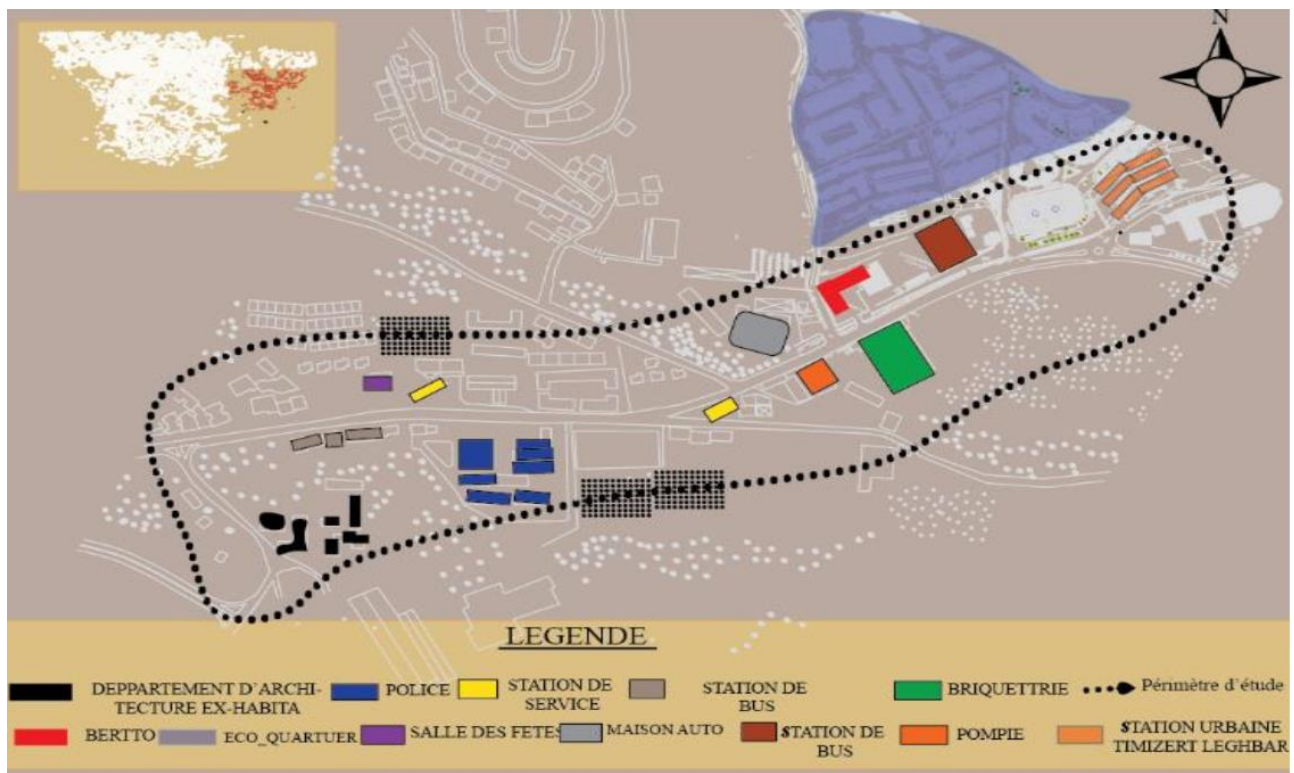 N
LEGENDE
DEPPARTEMENT D'ARCHI-
TECTURE EX-HABITA
POLICE
STATION DE
SERVICE
STATION DE
BUS
BRIQUETTRIE
Périmètre d'étude
BERTTO
ECO_QUARTUER
SALLE DES FETES
MAISON AUTO
STATION DE
BUS
POMPIE
STATION URBAINE
TIMIZERT LEGHBAR